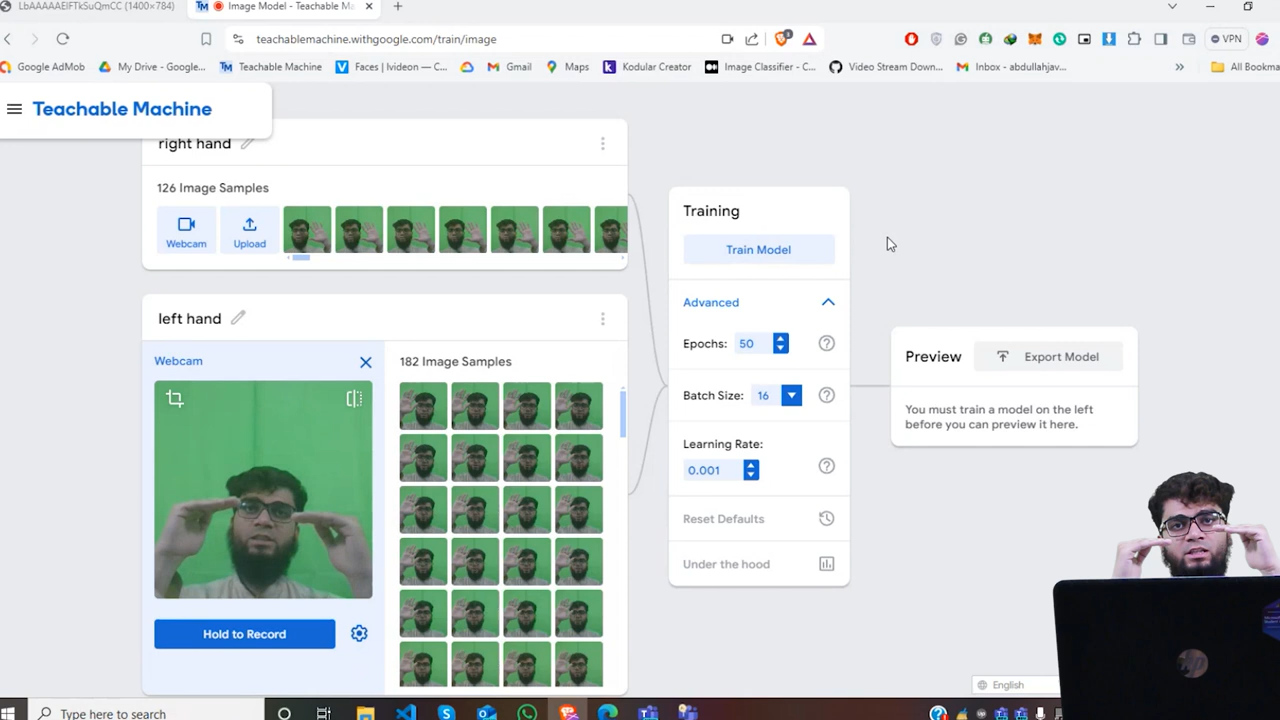 LbAAAAAElFTkSuQmCC (1400×784)
Image Model - Teachable Ma
teachablemachine.withgoogle.com/train/image
VPN
Google AdMob
My Drive - Google...
Teachable Machine
Faces | Ivideon — C...
Gmail
Maps
Kodular Creator
Image Classifier - C...
Video Stream Down...
Inbox - abdullahjav...
All Bookma
Teachable Machine
right hand
126 Image Samples
Webcam
Upload
left hand
Webcam
182 Image Samples
Hold to Record
Training
Train Model
Advanced
Epochs: 50
Batch Size: 16
Learning Rate:
0.001
Reset Defaults
Under the hood
Preview
Export Model
You must train a model on the left
before you can preview it here.
English
Type here to search
hp